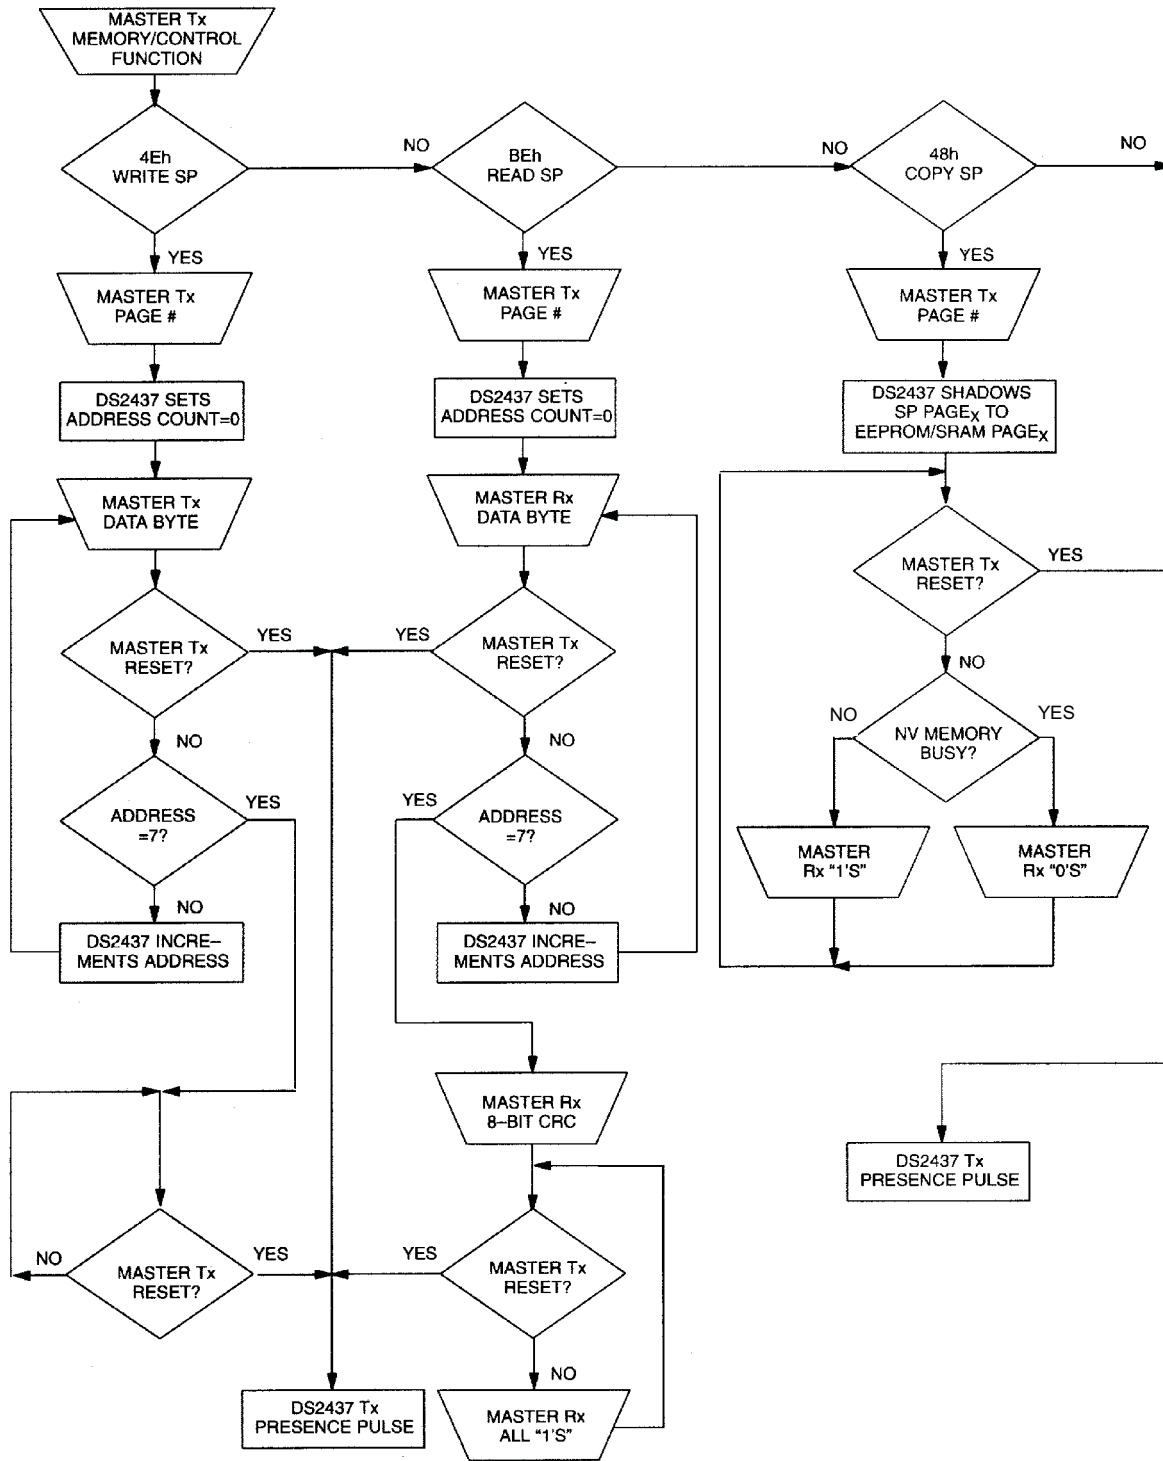 MASTER Tx
MEMORY/CONTROL
FUNCTION
4Eh
WRITE SP
NO
BEh
READ SP
NO
48h
COPY SP
NO
YES
YES
YES
MASTER Tx
PAGE #
MASTER Tx
PAGE #
MASTER Tx
PAGE #
DS2437 SETS
ADDRESS COUNT=0
DS2437 SETS
ADDRESS COUNT=0
DS2437 SHADOWS
SP PAGEX TO
EEPROM/SRAM PAGEX
MASTER Tx
DATA BYTE
MASTER Rx
DATA BYTE
MASTER Tx
RESET?
YES
MASTER Tx
RESET?
YES
YES
MASTER Tx
RESET?
NO
NO
NO
NO
NV MEMORY
BUSY?
YES
ADDRESS
=7?
YES
YES
ADDRESS
=7?
MASTER
Rx "1'S"
MASTER
Rx "0'S"
NO
NO
DS2437 INCRE–
MENTS ADDRESS
DS2437 INCRE–
MENTS ADDRESS
MASTER Rx
8–BIT CRC
DS2437 Tx
PRESENCE PULSE
NO
MASTER Tx
RESET?
YES
YES
MASTER Tx
RESET?
NO
DS2437 Tx
PRESENCE PULSE
MASTER Rx
ALL "1'S"